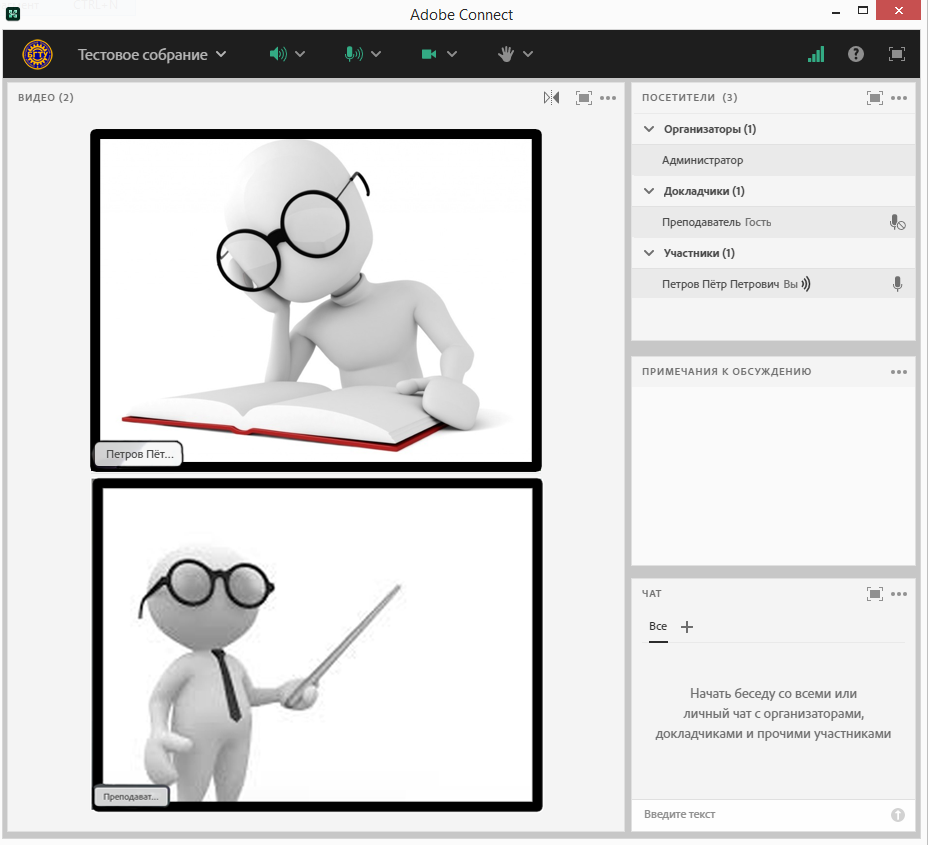 Adobe Connect
Тестовое собрание
ВИДЕО (2)
Петров Пёт...
Преподават...
ПОСЕТИТЕЛИ (3)
Организаторы (1)
Администратор
Докладчики (1)
Преподаватель Гость
Участники (1)
Петров Пётр Петрович Вы
ПРИМЕЧАНИЯ К ОБСУЖДЕНИЮ
ЧАТ
Все
Начать беседу со всеми или
личный чат с организаторами,
докладчиками и прочими участниками
Введите текст